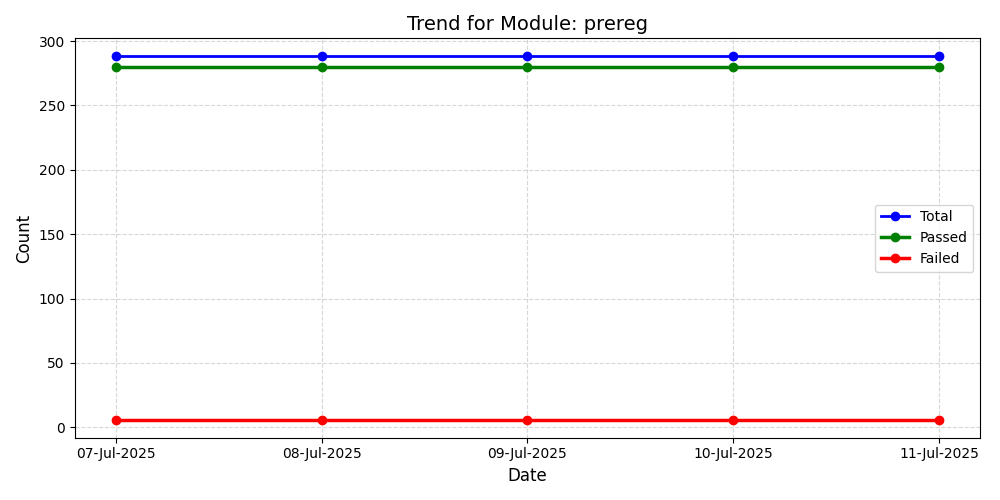 Trend for Module: prereg
300
250
200
150
100
50
0
Count
Total
Passed
Failed
07-Jul-2025
08-Jul-2025
09-Jul-2025
10-Jul-2025
11-Jul-2025
Date